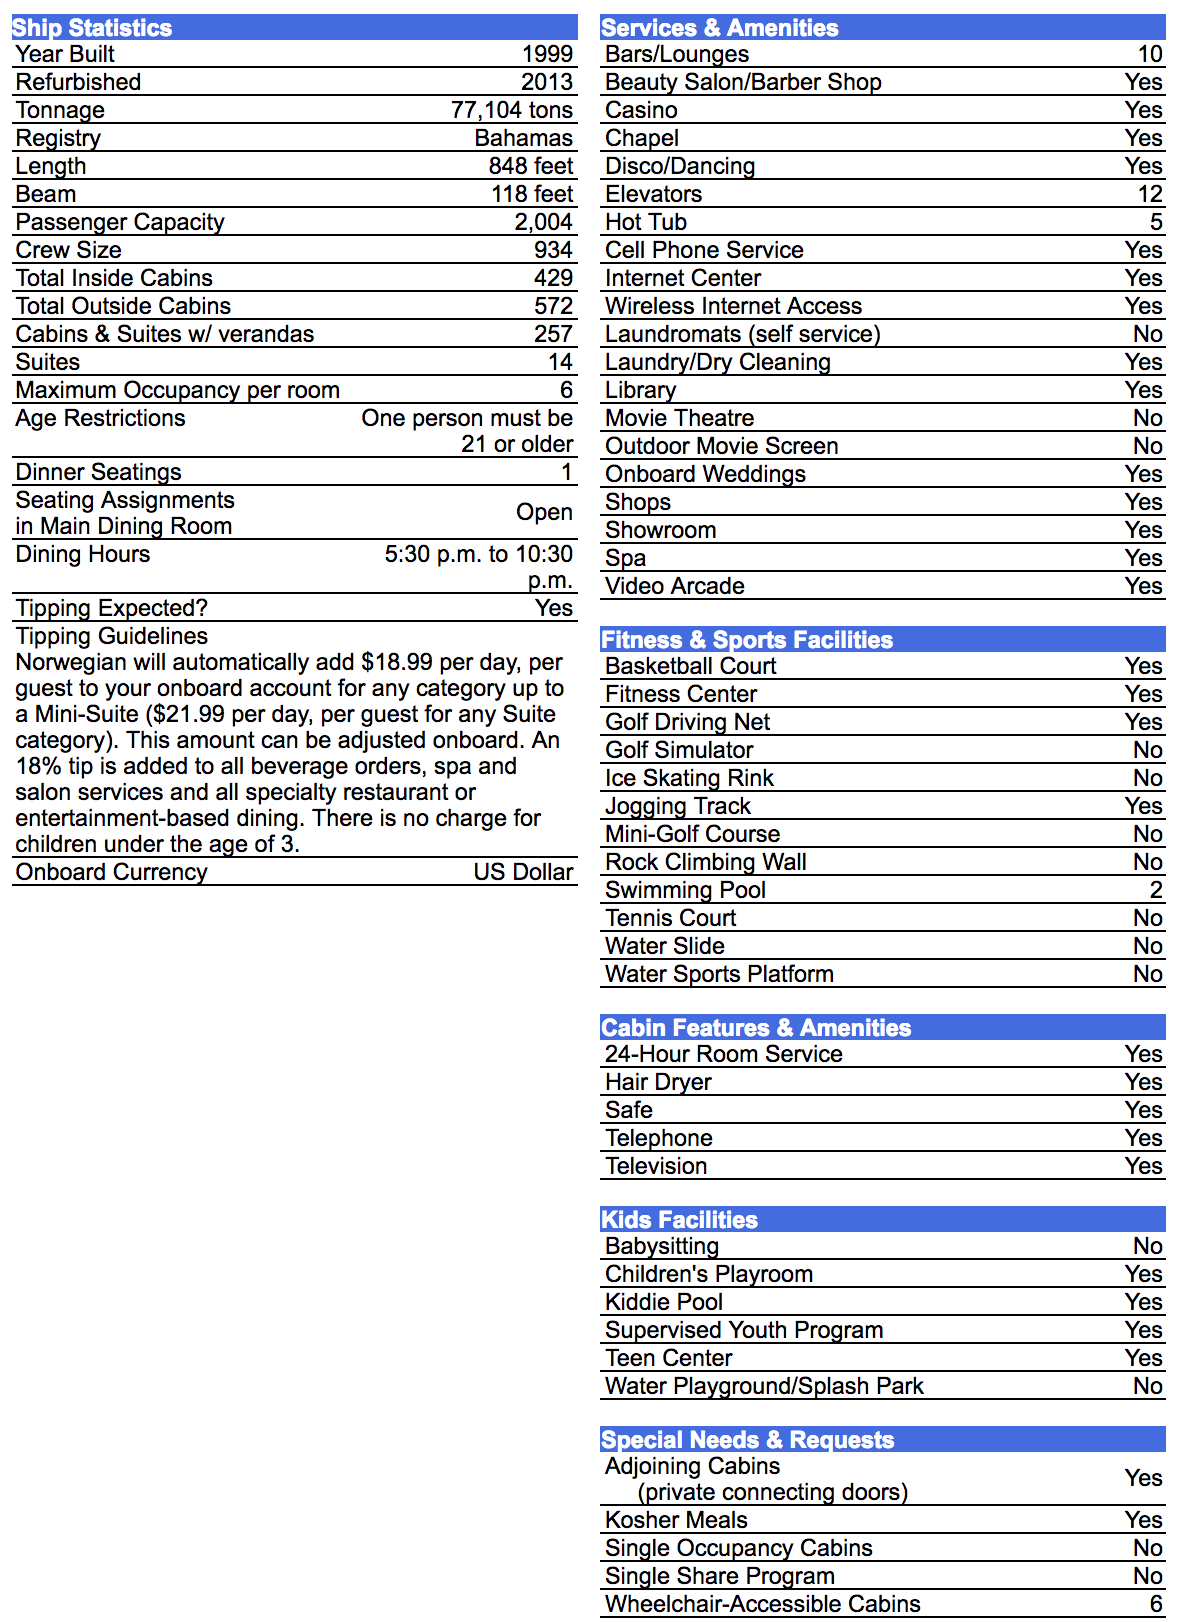 Ship Statistics
Year Built 1999
Refurbished 2013
Tonnage 77,104 tons
Registry Bahamas
Length 848 feet
Beam 118 feet
Passenger Capacity 2,004
Crew Size 934
Total Inside Cabins 429
Total Outside Cabins 572
Cabins & Suites w/ verandas 257
Suites 14
Maximum Occupancy per room 6
Age Restrictions One person must be
21 or older
Dinner Seatings 1
Seating Assignments
in Main Dining Room Open
Dining Hours 5:30 p.m. to 10:30
p.m.
Tipping Expected? Yes
Tipping Guidelines
Norwegian will automatically add $18.99 per day, per
guest to your onboard account for any category up to
a Mini-Suite ($21.99 per day, per guest for any Suite
category). This amount can be adjusted onboard. An
18% tip is added to all beverage orders, spa and
salon services and all specialty restaurant or
entertainment-based dining. There is no charge for
children under the age of 3.
Onboard Currency US Dollar
Services & Amenities
Bars/Lounges 10
Beauty Salon/Barber Shop Yes
Casino Yes
Chapel Yes
Disco/Dancing Yes
Elevators 12
Hot Tub 5
Cell Phone Service Yes
Internet Center Yes
Wireless Internet Access Yes
Laundromats (self service) No
Laundry/Dry Cleaning Yes
Library Yes
Movie Theatre No
Outdoor Movie Screen No
Onboard Weddings Yes
Shops Yes
Showroom Yes
Spa Yes
Video Arcade Yes
Fitness & Sports Facilities
Basketball Court Yes
Fitness Center Yes
Golf Driving Net Yes
Golf Simulator No
Ice Skating Rink No
Jogging Track Yes
Mini-Golf Course No
Rock Climbing Wall No
Swimming Pool 2
Tennis Court No
Water Slide No
Water Sports Platform No
Cabin Features & Amenities
24-Hour Room Service Yes
Hair Dryer Yes
Safe Yes
Telephone Yes
Television Yes
Kids Facilities
Babysitting No
Children's Playroom Yes
Kiddie Pool Yes
Supervised Youth Program Yes
Teen Center Yes
Water Playground/Splash Park No
Special Needs & Requests
Adjoining Cabins
(private connecting doors) Yes
Kosher Meals Yes
Single Occupancy Cabins No
Single Share Program No
Wheelchair-Accessible Cabins 6